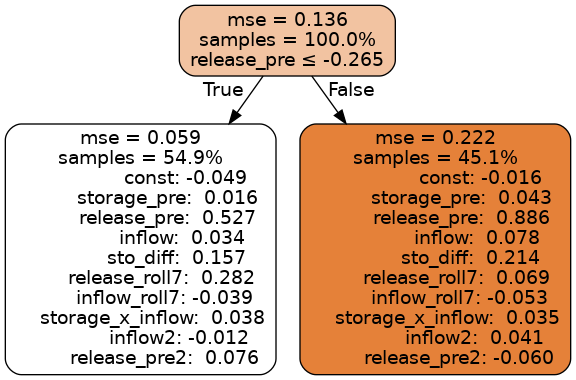 mse = 0.136
samples = 100.0%
release_pre ≤ -0.265
True
False
mse = 0.059
samples = 54.9%
const: -0.049
storage_pre:  0.016
release_pre:  0.527
inflow:  0.034
sto_diff:  0.157
release_roll7:  0.282
inflow_roll7: -0.039
storage_x_inflow:  0.038
inflow2: -0.012
release_pre2:  0.076
mse = 0.222
samples = 45.1%
const: -0.016
storage_pre:  0.043
release_pre:  0.886
inflow:  0.078
sto_diff:  0.214
release_roll7:  0.069
inflow_roll7: -0.053
storage_x_inflow:  0.035
inflow2:  0.041
release_pre2: -0.060